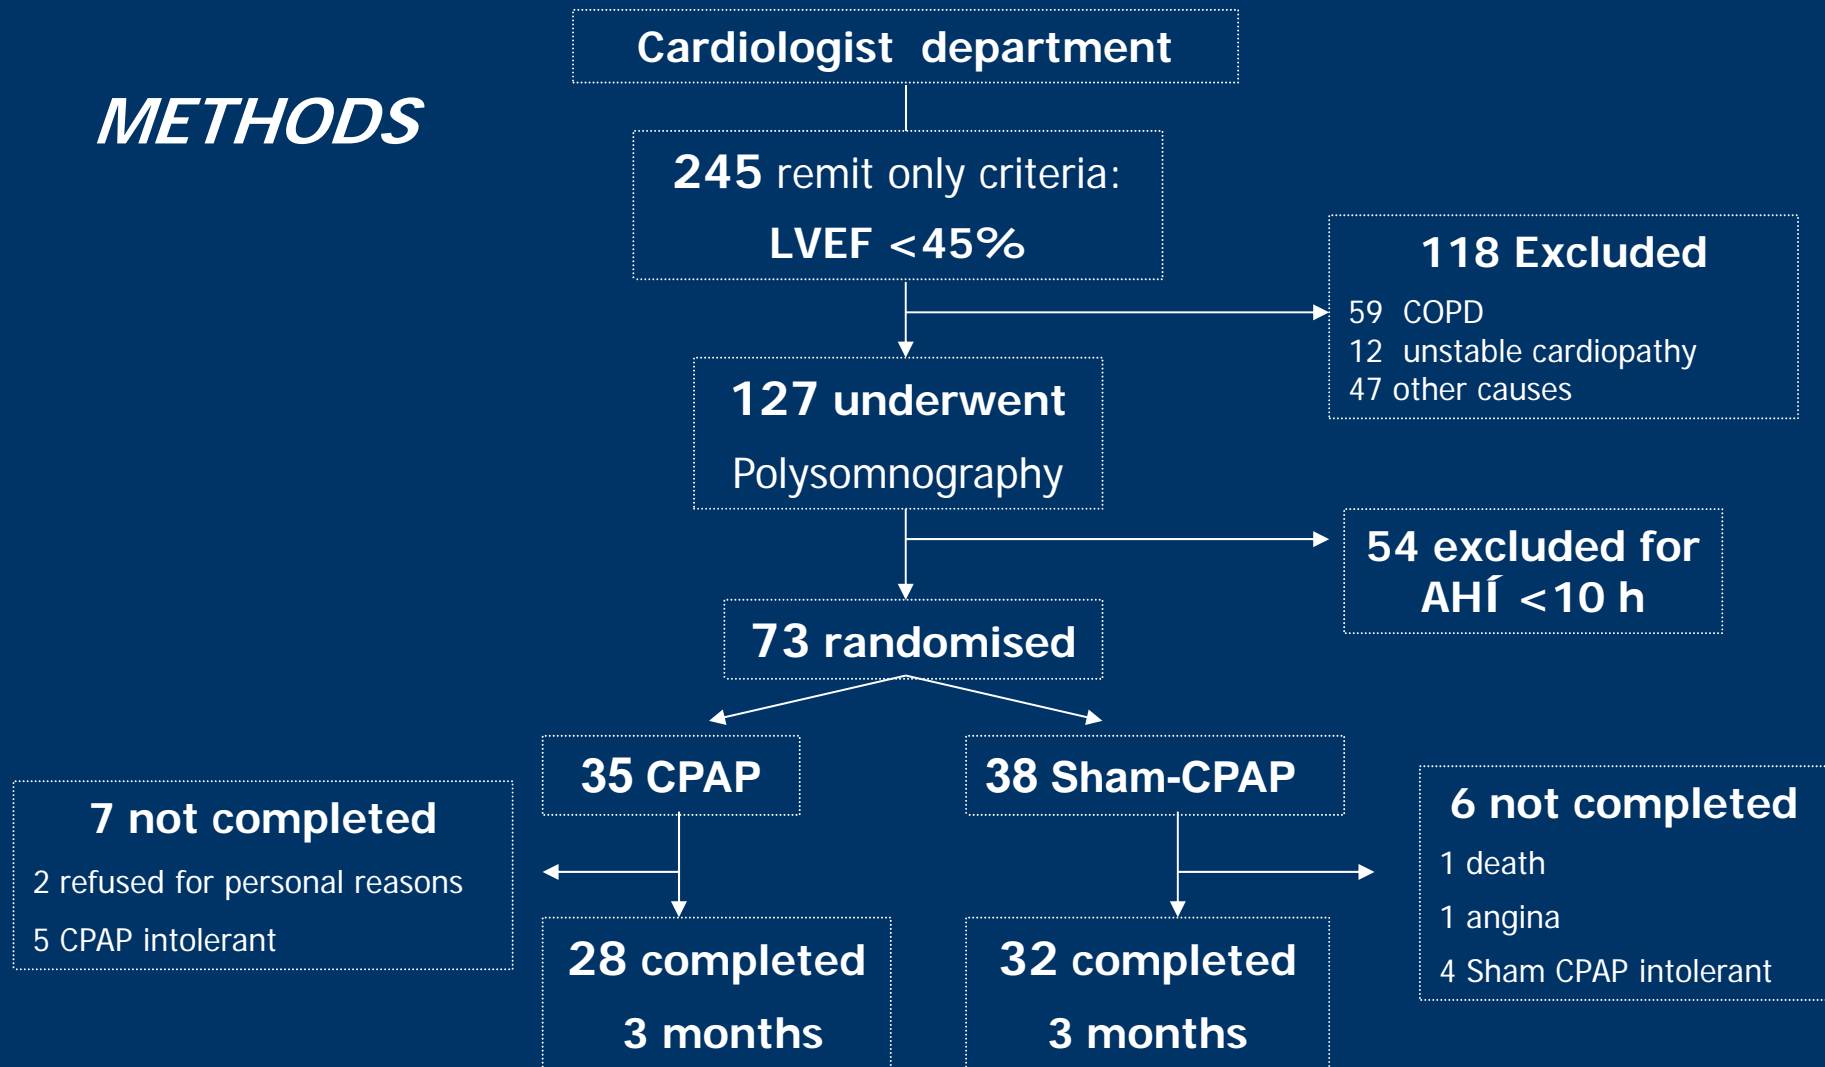 METHODS
Cardiologist department
245 remit only criteria:
LVEF <45%
118 Excluded
59 COPD
12 unstable cardiopathy
47 other causes
127 underwent
Polysomnography
54 excluded for
AHÍ <10 h
73 randomised
35 CPAP
38 Sham-CPAP
7 not completed
2 refused for personal reasons
5 CPAP intolerant
6 not completed
1 death
1 angina
4 Sham CPAP intolerant
28 completed
3 months
32 completed
3 months